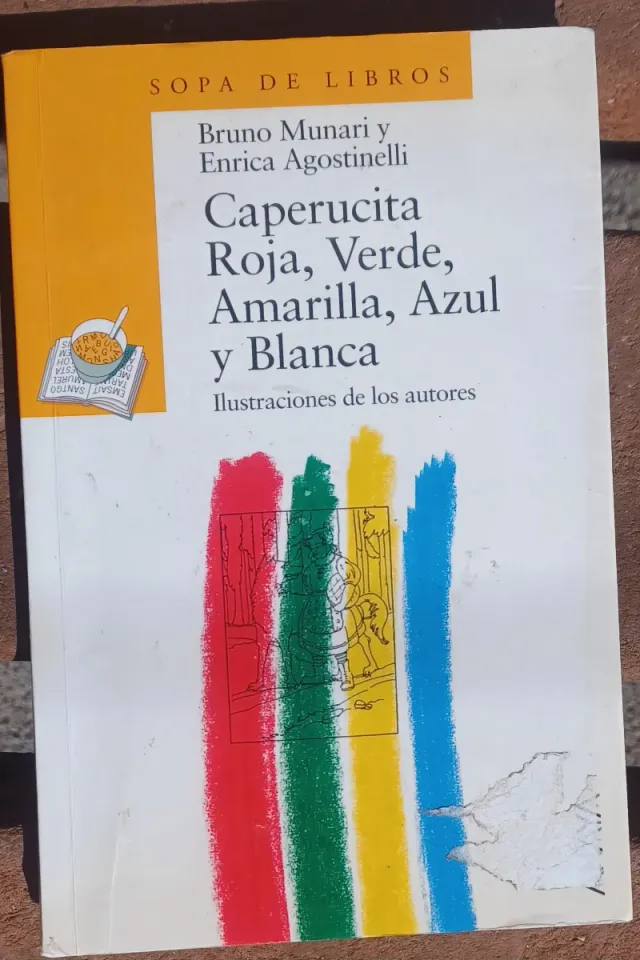 SOPA DE LIBROS
Bruno Munari y
Enrica Agostinelli
Caperucita
Roja, Verde,
Amarilla, Azul
y Blanca
Ilustraciones de los autores